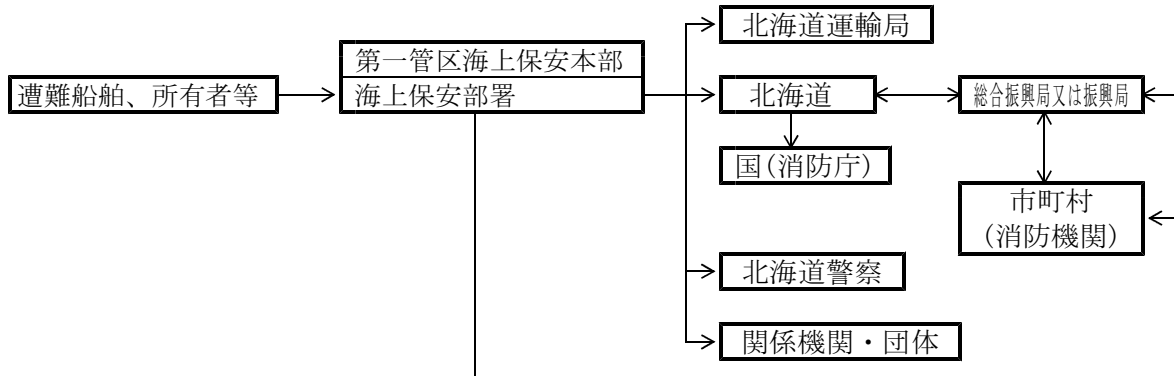 北海道運輸局
第一管区海上保安本部
遭難船舶、所有者等
海上保安部署
北海道
総合振興局又は振興局
国(消防庁)
市町村
(消防機関)
北海道警察
関係機関・団体